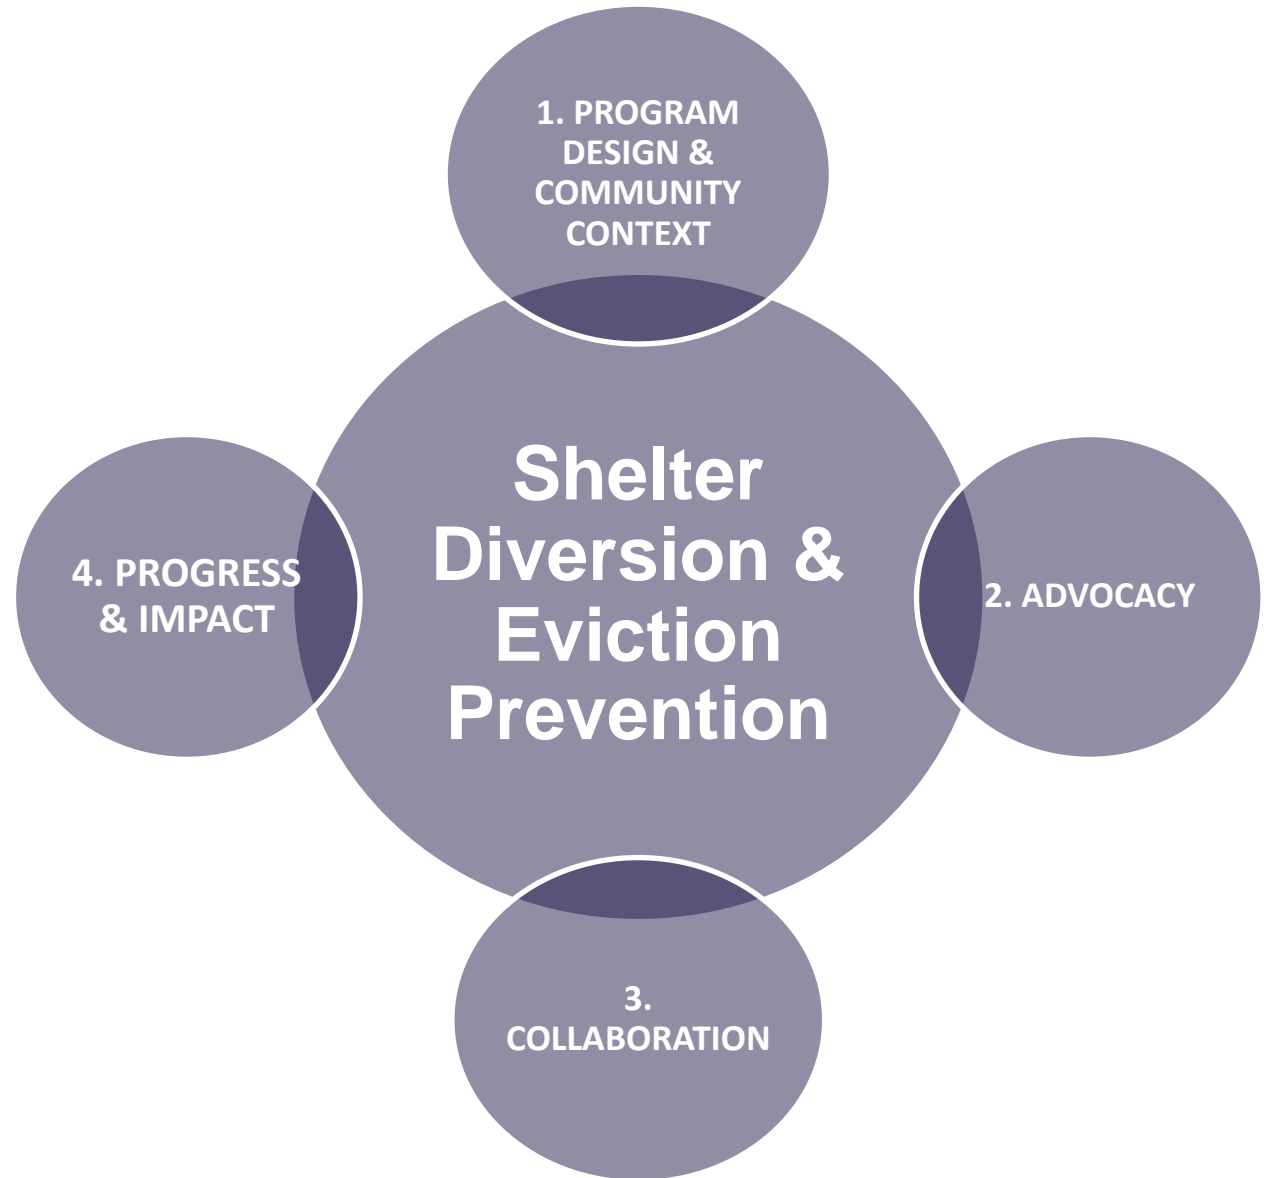 1. PROGRAM
DESIGN &
COMMUNITY
CONTEXT
Shelter
Diversion &
Eviction
Prevention
2. ADVOCACY
3.
COLLABORATION
4. PROGRESS
& IMPACT